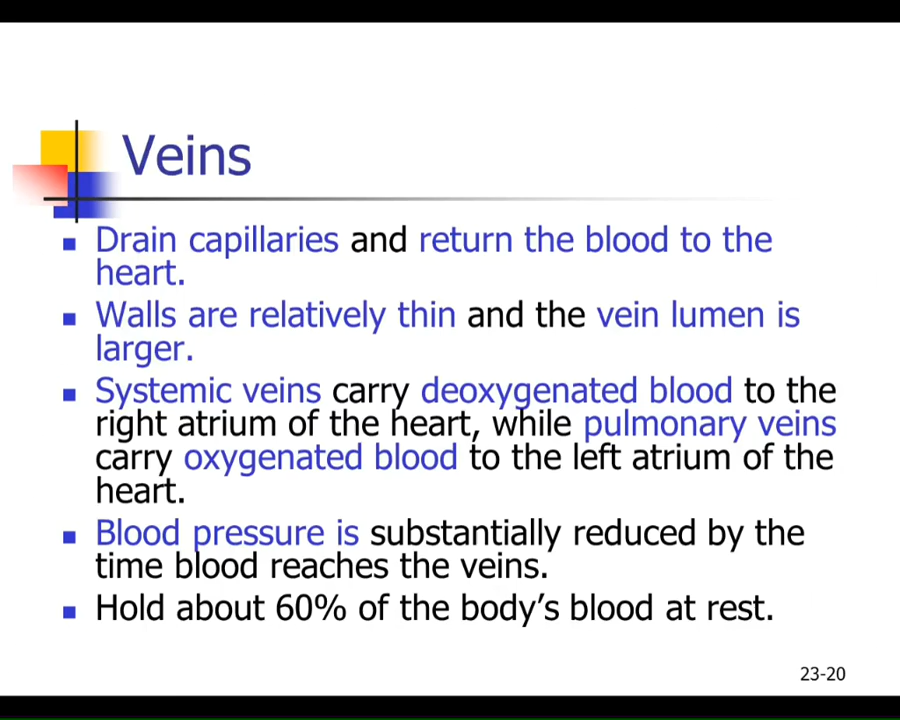 Veins
Drain capillaries and return the blood to the
heart.
Walls are relatively thin and the vein lumen is
larger.
Systemic veins carry deoxygenated blood to the
right atrium of the heart, while pulmonary veins
carry oxygenated blood to the left atrium of the
heart.
Blood pressure is substantially reduced by the
time blood reaches the veins.
Hold about 60% of the body’s blood at rest.
23-20